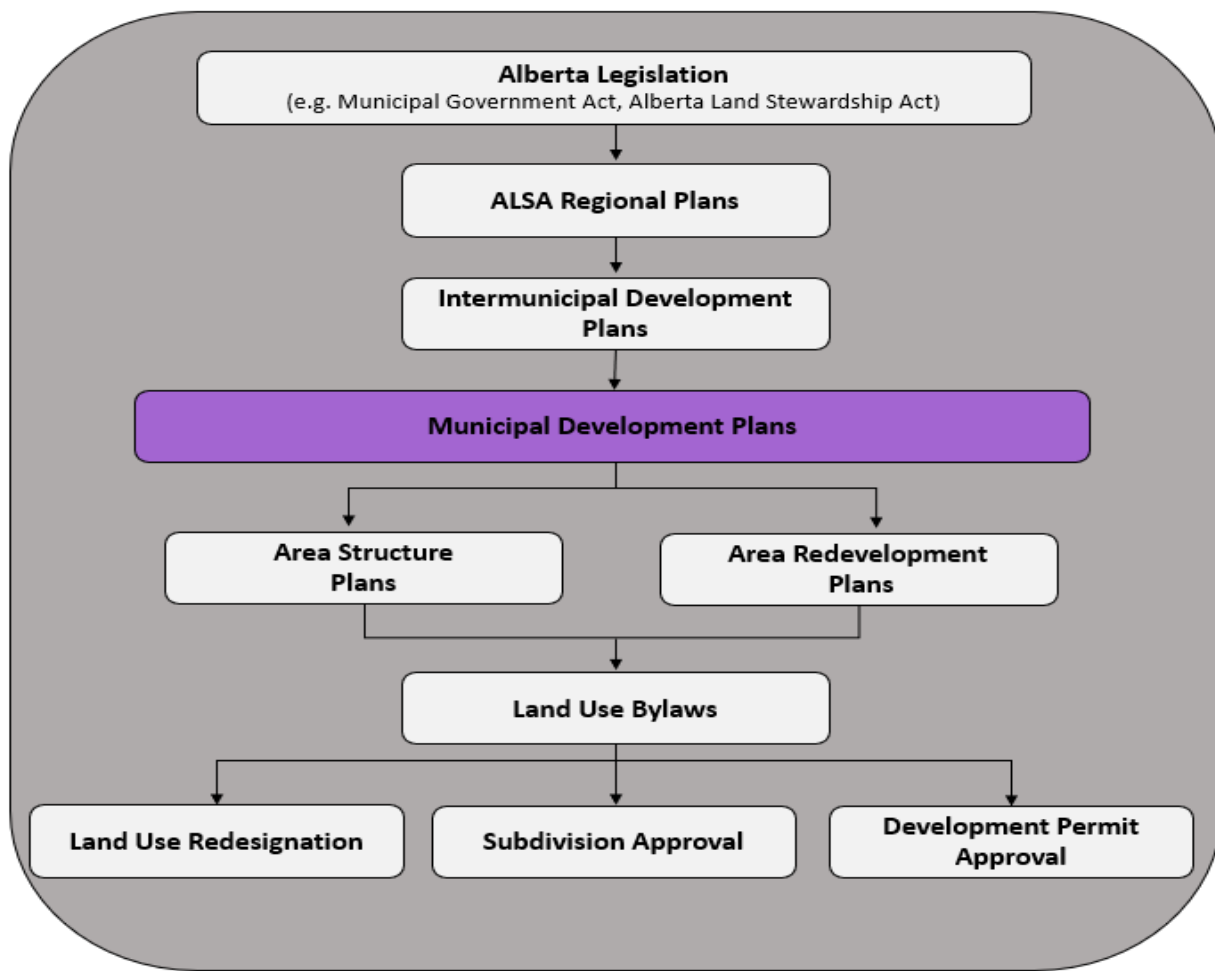 Alberta Legislation
(e.g. Municipal Government Act, Alberta Land Stewardship Act)
ALSA Regional Plans
Intermunicipal Development
Plans
Municipal Development Plans
Area Structure
Plans
Area Redevelopment
Plans
Land Use Bylaws
Land Use Redesignation
Subdivision Approval
Development Permit
Approval